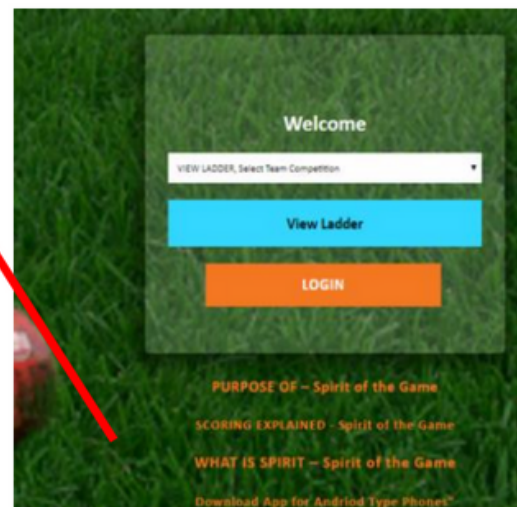 Welcome
VIEW LADDER, Select Team Competition
View Ladder
LOGIN
PURPOSE OF – Spirit of the Game
SCORING EXPLAINED - Spirit of the Game
WHAT IS SPIRIT – Spirit of the Game
Download App for Andriod Type Phones"